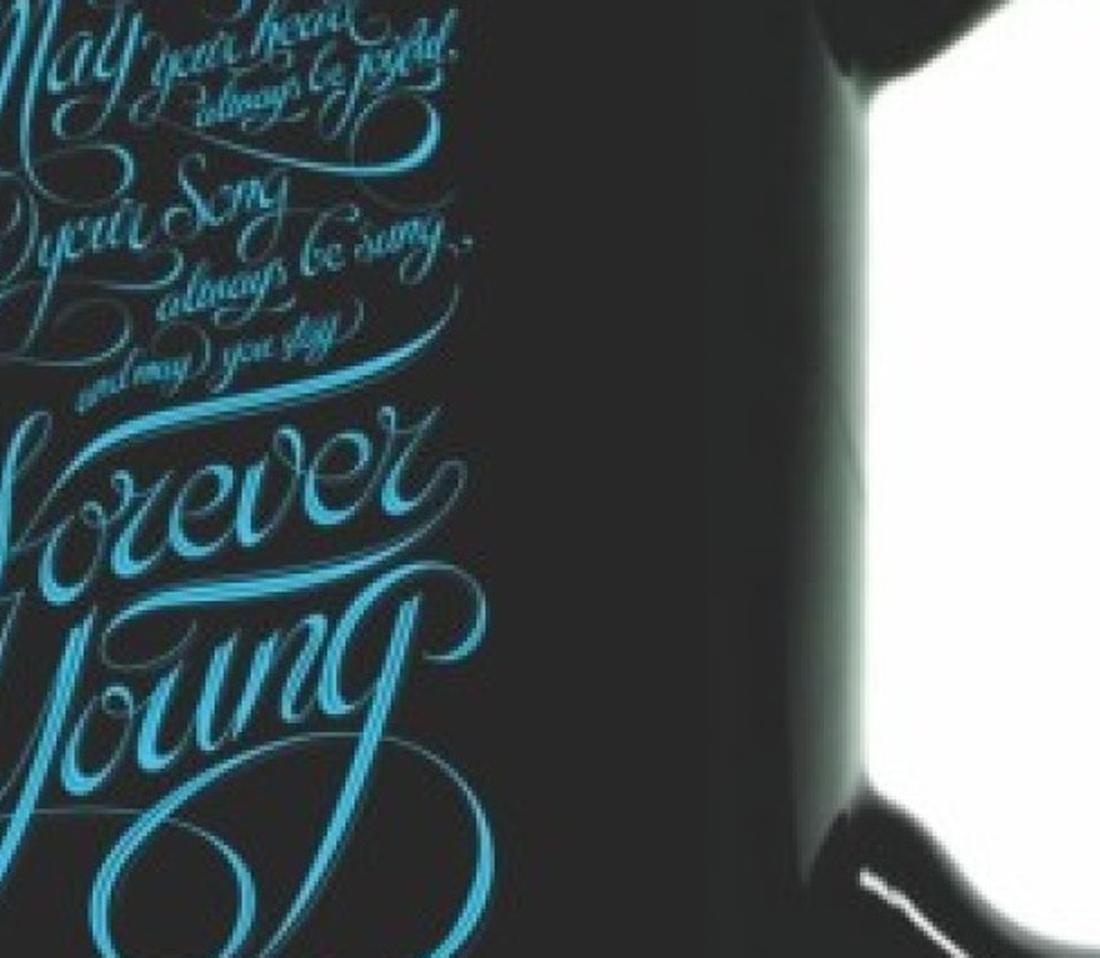 May your heart
always be joyful.
your Song
always be sung..
and may you stay
forever
Young